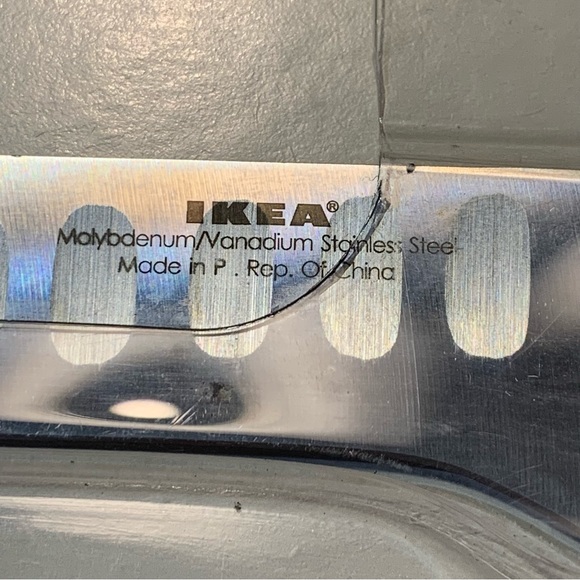 IKEA®
Molybdenum/Vanadium Stainless Steel
Made in P . Rep. Of China